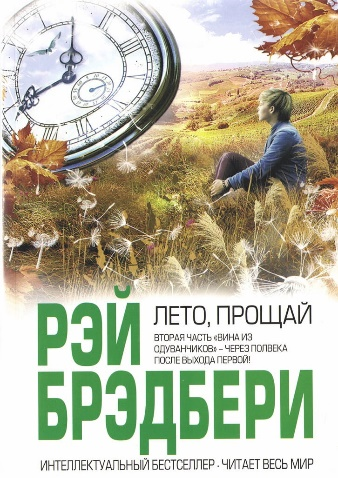 ЛЕТО, ПРОЩАЙ
ВТОРАЯ ЧАСТЬ «ВИНА ИЗ
ОДУВАНЧИКОВ» – ЧЕРЕЗ ПОЛВЕКА
ПОСЛЕ ВЫХОДА ПЕРВОЙ!
РЭЙ
БРЭДБЕРИ
ИНТЕЛЛЕКТУАЛЬНЫЙ БЕСТСЕЛЛЕР - ЧИТАЕТ ВЕСЬ МИР